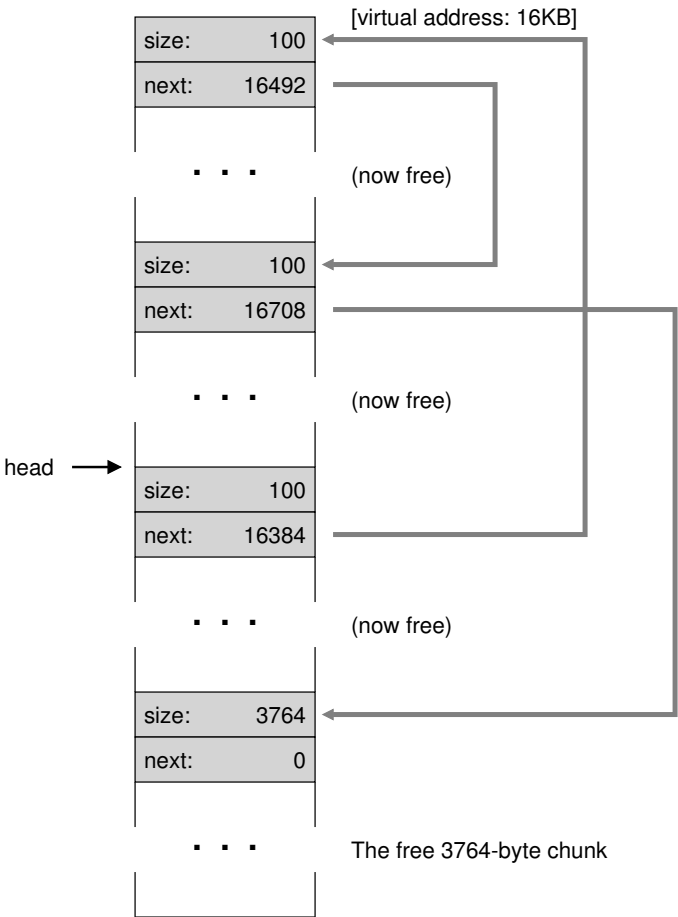 [virtual address: 16KB]
size: 100
next: 16492
. . . (now free)
size: 100
next: 16708
. . . (now free)
head
size: 100
next: 16384
. . . (now free)
size: 3764
next: 0
. . . The free 3764-byte chunk